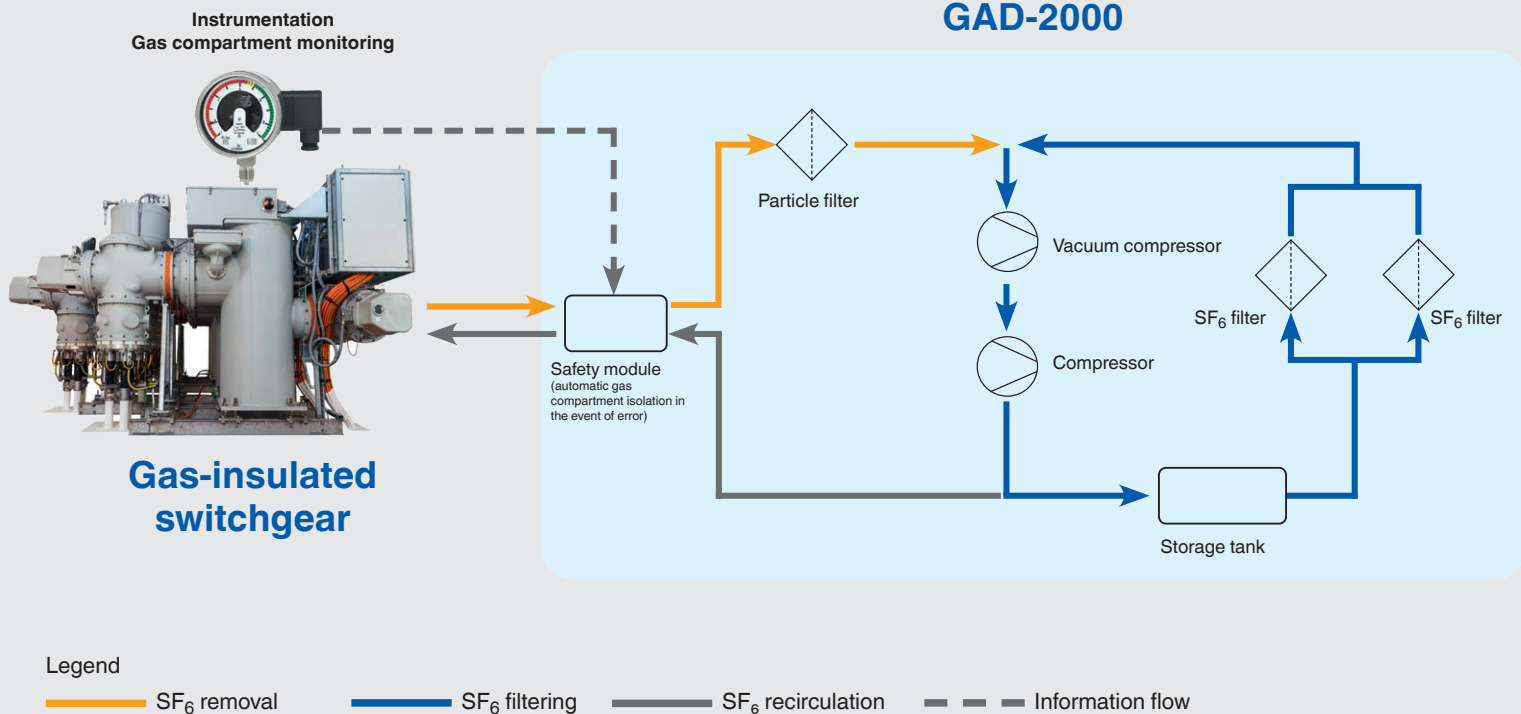 Instrumentation
Gas compartment monitoring
GAD-2000
Particle filter
Vacuum compressor
SF₆ filter
SF₆ filter
Compressor
Safety module
(automatic gas
compartment isolation in
the event of error)
Gas-insulated
switchgear
Storage tank
Legend
SF₆ removal
SF₆ filtering
SF₆ recirculation
Information flow